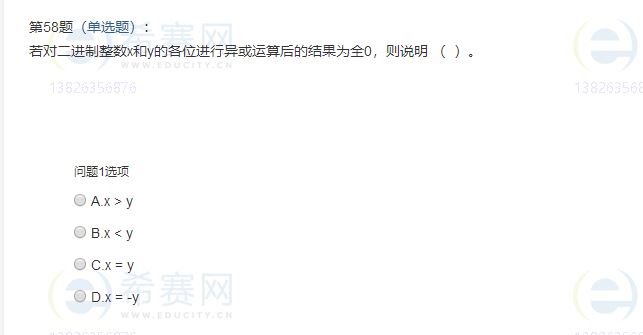 第58题（单选题）：
若对二进制整数x和y的各位进行异或运算后的结果为全0，则说明 （ ）。
希赛网
WWW.EDUCITY.CN
13826356876
1382635
问题1选项
A.x > y
B.x < y
C.x = y
D.x = -y
希赛网
WWW.EDUCITY.CN